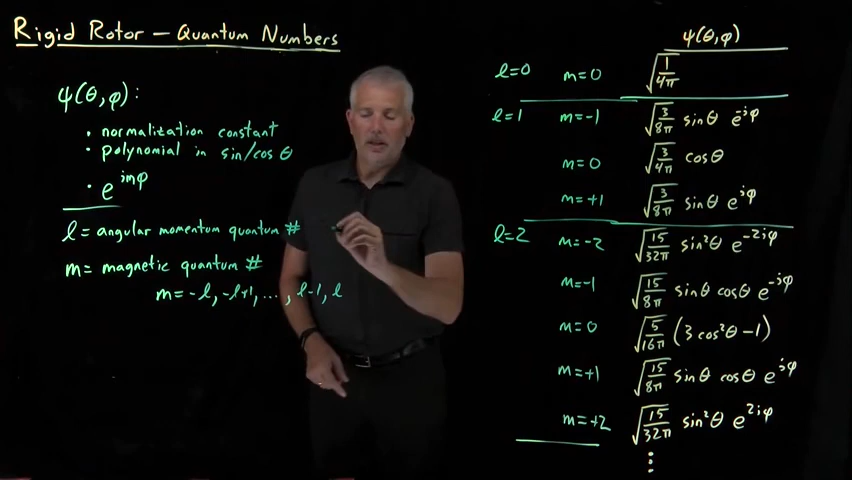 Rigid Rotor – Quantum Numbers
ψ(θ,φ):
• normalization constant
• polynomial in sin/cos θ
• e^{imφ}
l = angular momentum quantum #
m = magnetic quantum #
m = -l, -l+1, ..., l-1, l
ψ(θ,φ)
l=0 m=0 √(1/4π)
l=1 m=-1 √(3/8π) sinθ e^{-iφ}
m=0 √(3/4π) cosθ
m=+1 √(3/8π) sinθ e^{iφ}
l=2 m=-2 √(15/32π) sin²θ e^{-2iφ}
m=-1 √(15/8π) sinθ cosθ e^{-iφ}
m=0 √(5/16π) (3cos²θ-1)
m=+1 √(15/8π) sinθ cosθ e^{iφ}
m=+2 √(15/32π) sin²θ e^{2iφ}
⋮